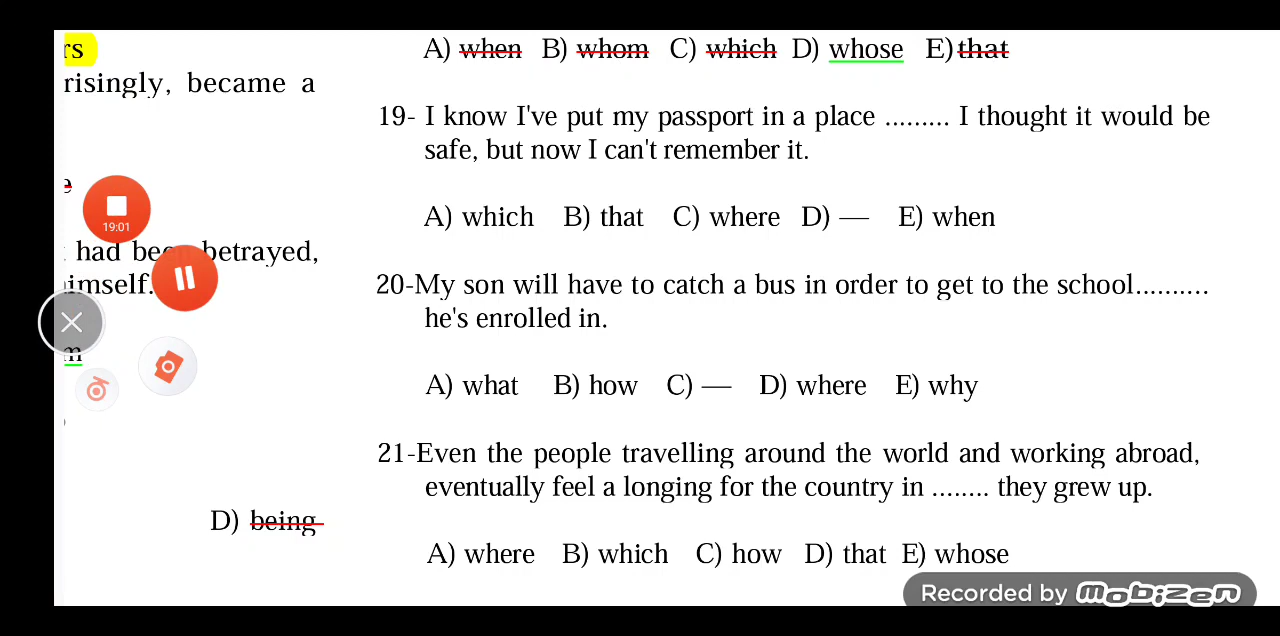 rs
risingly, became a
had been betrayed,
imself.
D) being
A) when B) whom C) which D) whose E) that
19- I know I've put my passport in a place ......... I thought it would be
safe, but now I can't remember it.
A) which B) that C) where D) — E) when
20-My son will have to catch a bus in order to get to the school..........
he's enrolled in.
A) what B) how C) — D) where E) why
21-Even the people travelling around the world and working abroad,
eventually feel a longing for the country in ........ they grew up.
A) where B) which C) how D) that E) whose
19:01
Recorded by mobizen